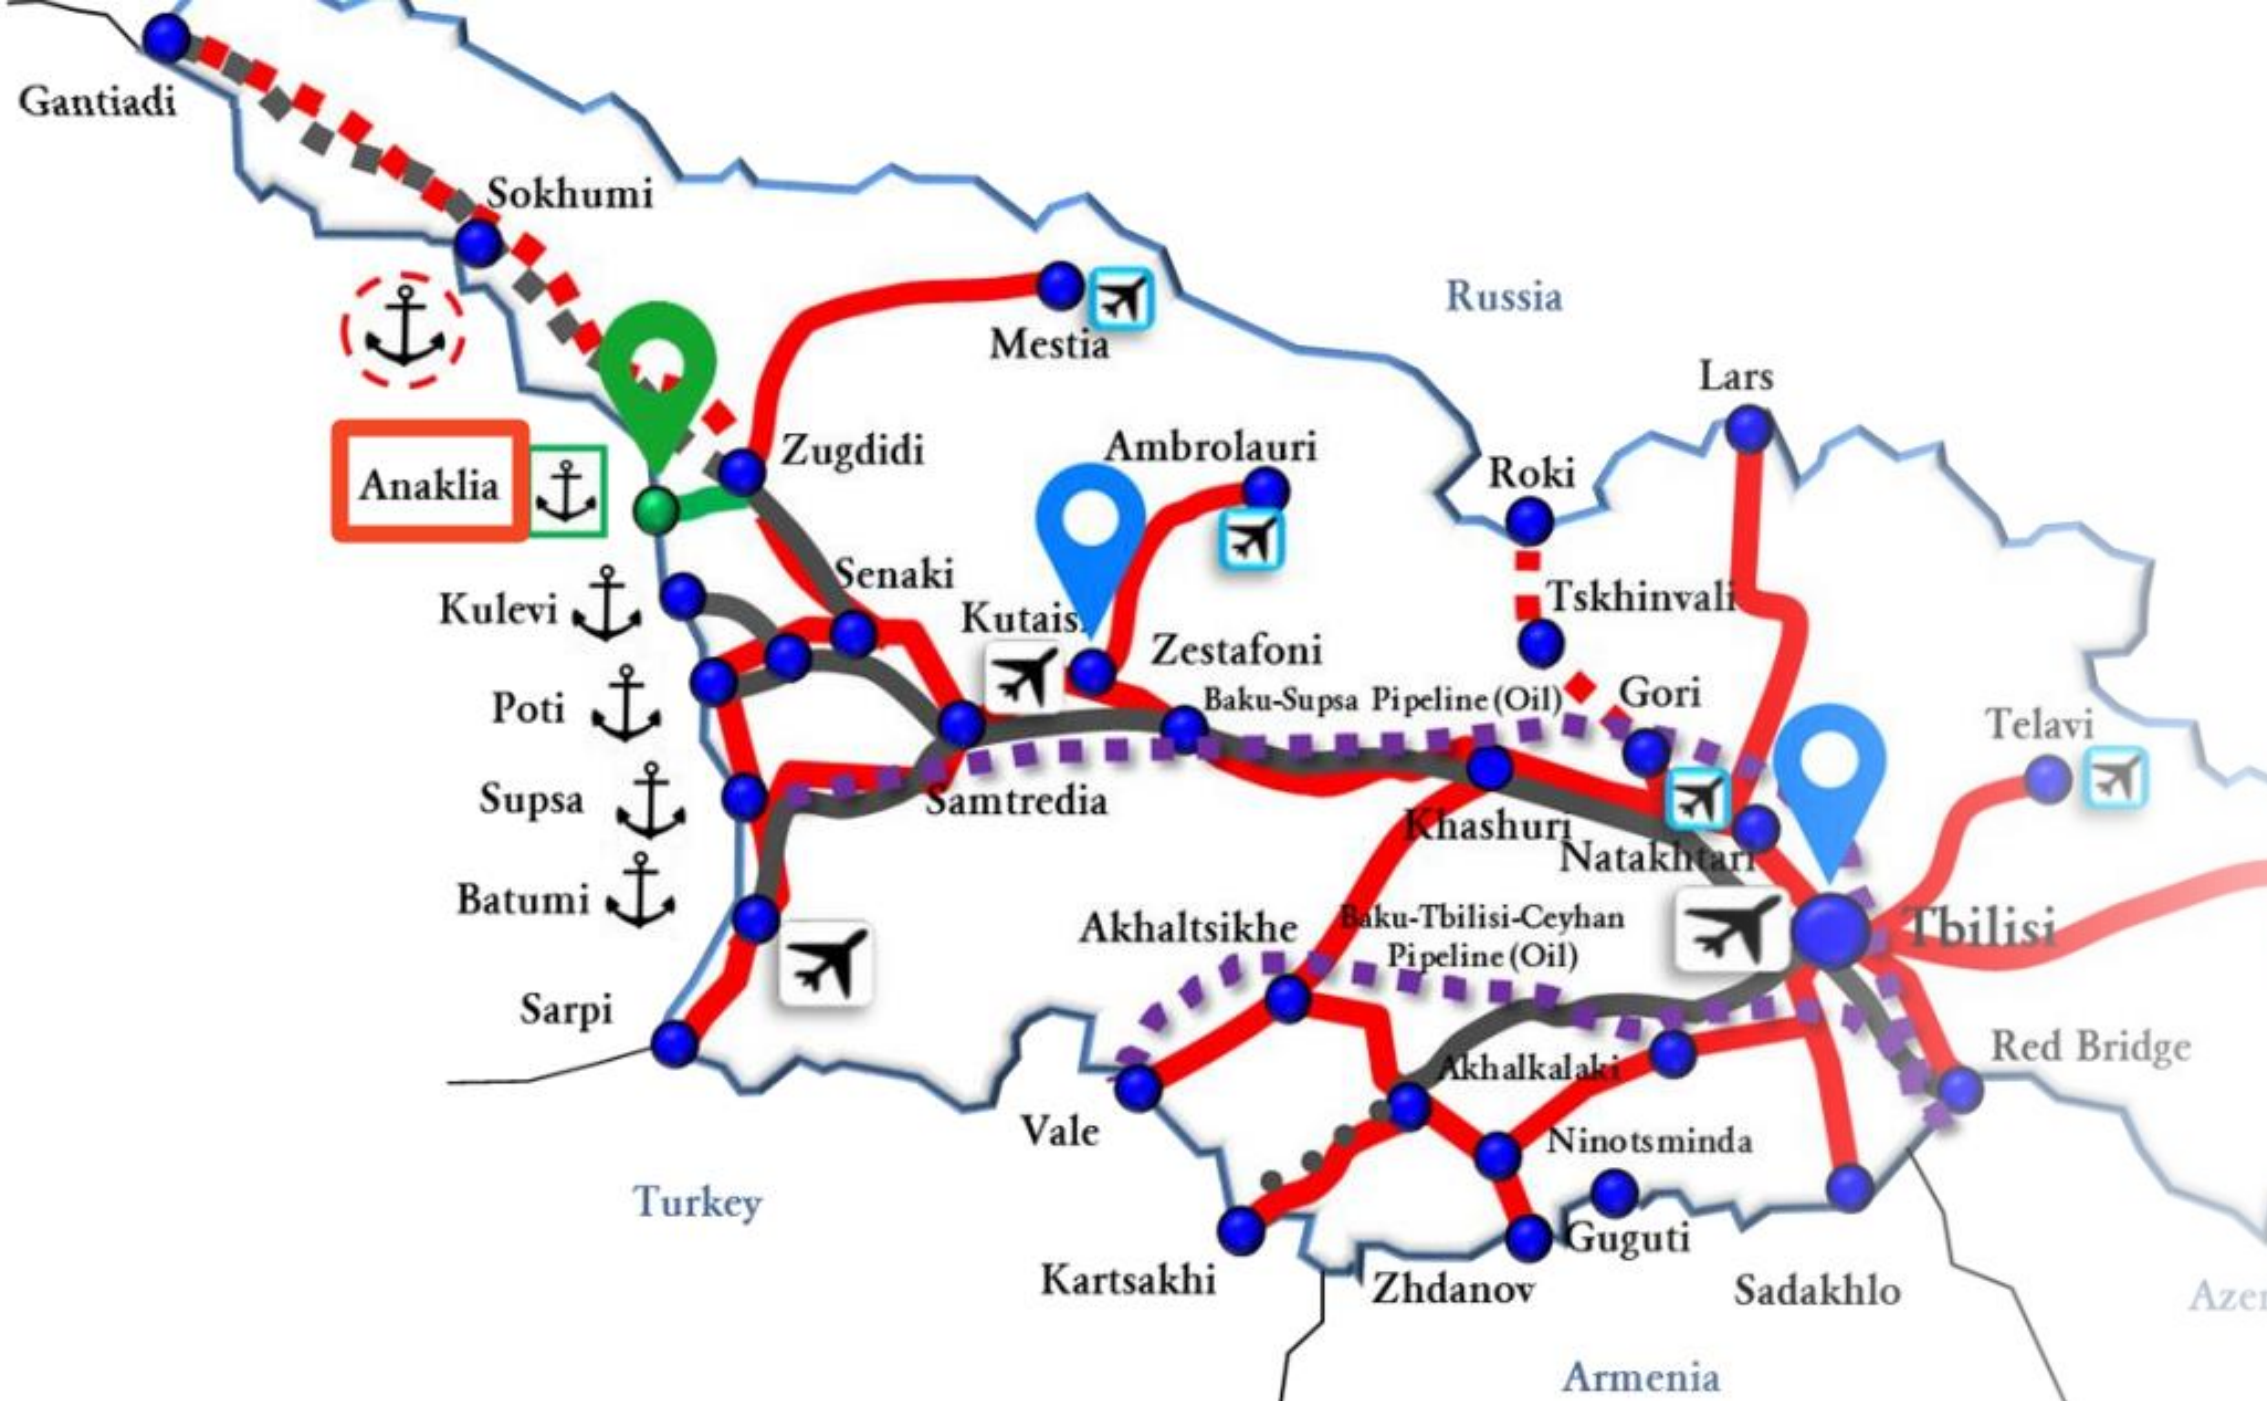 Gantiadi
Sokhumi
Russia
Mestia
Lars
Zugdidi
Ambrolauri
Roki
Anaklia
Senaki
Tskhinvali
Kulevi
Kutais
Zestafoni
Baku-Supsa Pipeline (Oil)
Gori
Poti
Telavi
Supsa
Samtredia
Khashuri
Natakhtari
Batumi
Akhaltsikhe
Baku-Tbilisi-Ceyhan
Pipeline (Oil)
Tbilisi
Sarpi
Red Bridge
Akhalkalaki
Vale
Ninotsminda
Turkey
Guguti
Kartsakhi
Zhdanov
Sadakhlo
Azer
Armenia